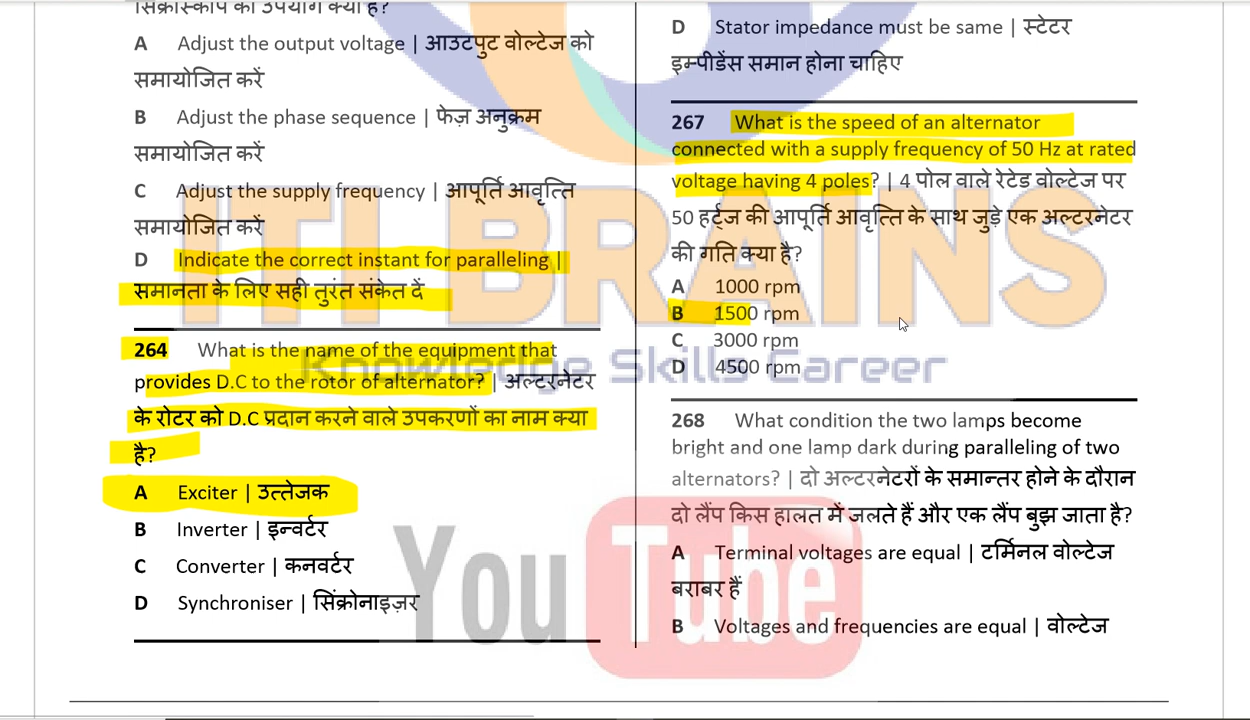 सिंक्रोस्कोप का उपयोग क्या है?
A Adjust the output voltage | आउटपुट वोल्टेज को
समायोजित करें
B Adjust the phase sequence | फेज़ अनुक्रम
समायोजित करें
C Adjust the supply frequency | आपूर्ति आवृत्ति
समायोजित करें
D Indicate the correct instant for paralleling |
समानता के लिए सही तुरंत संकेत दें
264 What is the name of the equipment that
provides D.C to the rotor of alternator? | अल्टरनेटर
के रोटर को D.C प्रदान करने वाले उपकरणों का नाम क्या
है?
A Exciter | उत्तेजक
B Inverter | इन्वर्टर
C Converter | कनवर्टर
D Synchroniser | सिंक्रोनाइज़र
D Stator impedance must be same | स्टेटर
इम्पीडेंस समान होना चाहिए
267 What is the speed of an alternator
connected with a supply frequency of 50 Hz at rated
voltage having 4 poles? | 4 पोल वाले रेटेड वोल्टेज पर
50 हर्ट्ज की आपूर्ति आवृत्ति के साथ जुड़े एक अल्टरनेटर
की गति क्या है?
A 1000 rpm
B 1500 rpm
C 3000 rpm
D 4500 rpm
268 What condition the two lamps become
bright and one lamp dark during paralleling of two
alternators? | दो अल्टरनेटरों के समान्तर होने के दौरान
दो लैंप किस हालत में जलते हैं और एक लैंप बुझ जाता है?
A Terminal voltages are equal | टर्मिनल वोल्टेज
बराबर हैं
B Voltages and frequencies are equal | वोल्टेज
ITI BRAINS
Knowledge Skills Career
YouTube